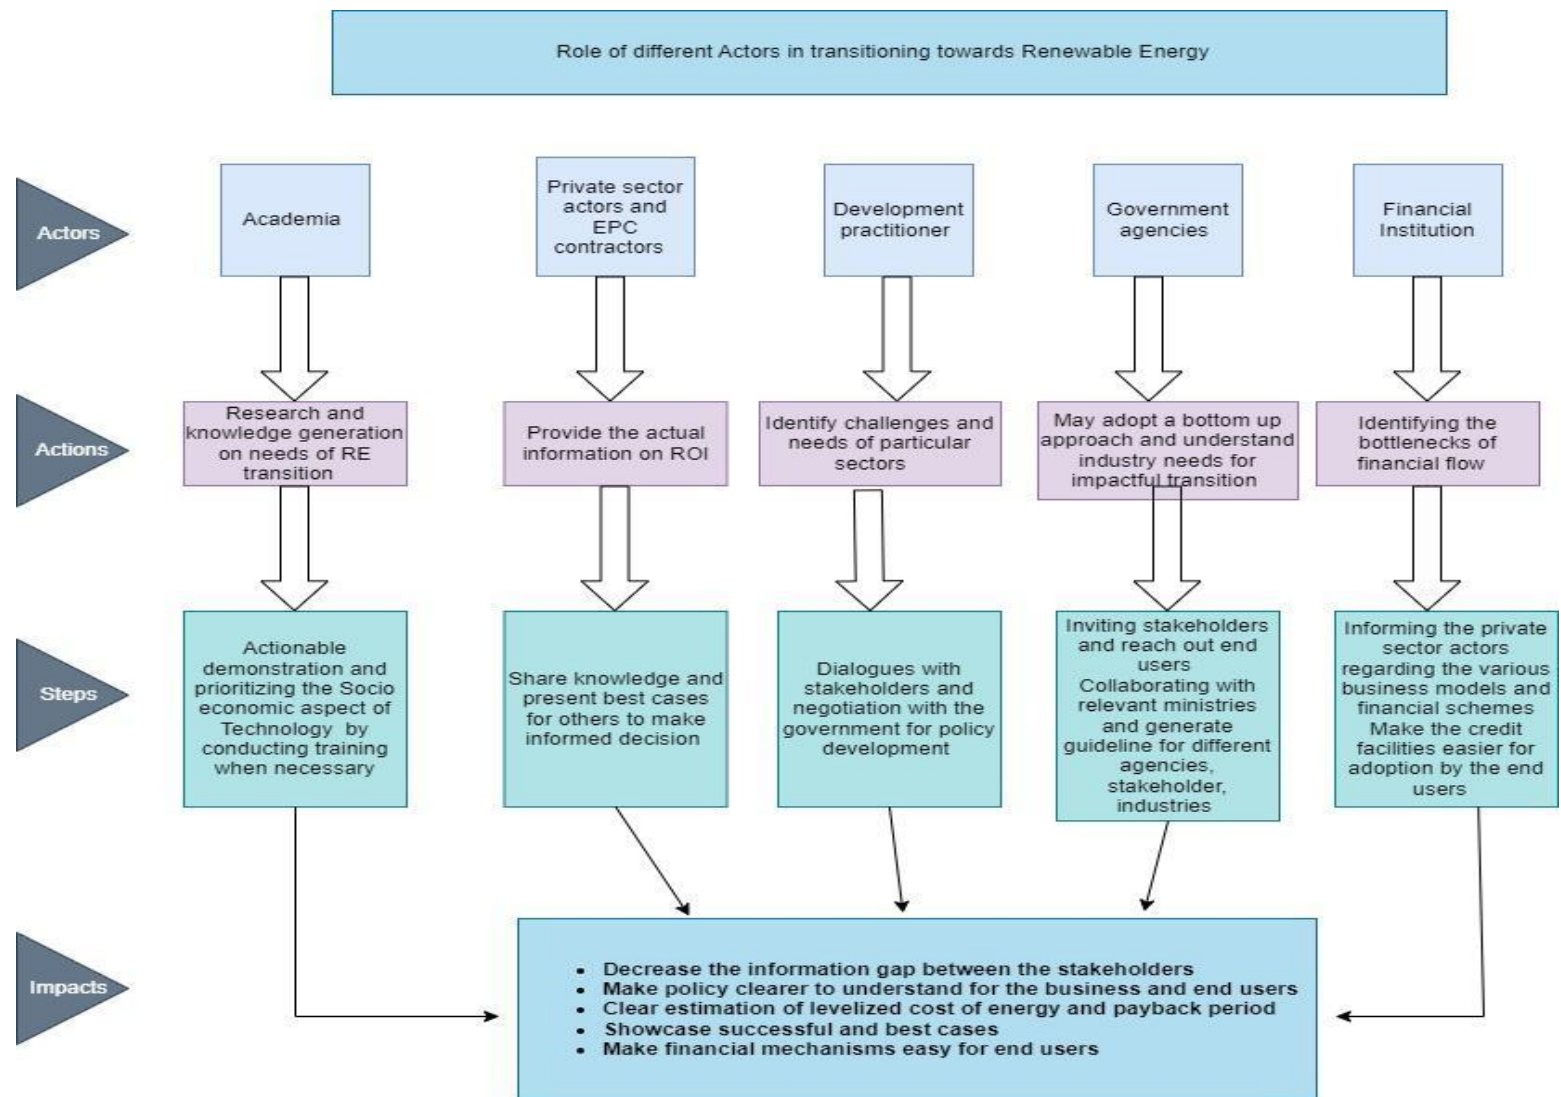 Role of different Actors in transitioning towards Renewable Energy
Actors
Academia
Private sector
actors and
EPC
contractors
Development
practitioner
Government
agencies
Financial
Institution
Actions
Research and
knowledge generation
on needs of RE
transition
Provide the actual
information on ROI
Identify challenges and
needs of particular
sectors
May adopt a bottom up
approach and understand
industry needs for
impactful transition
Identifying the
bottlenecks of
financial flow
Steps
Actionable
demonstration and
prioritizing the Socio
economic aspect of
Technology by
conducting training
when necessary
Share knowledge and
present best cases
for others to make
informed decision
Dialogues with
stakeholders and
negotiation with the
government for policy
development
Inviting stakeholders
and reach out end
users
Collaborating with
relevant ministries
and generate
guideline for different
agencies,
stakeholder,
industries
Informing the private
sector actors
regarding the various
business models and
financial schemes
Make the credit
facilities easier for
adoption by the end
users
Impacts
• Decrease the information gap between the stakeholders
• Make policy clearer to understand for the business and end users
• Clear estimation of levelized cost of energy and payback period
• Showcase successful and best cases
• Make financial mechanisms easy for end users